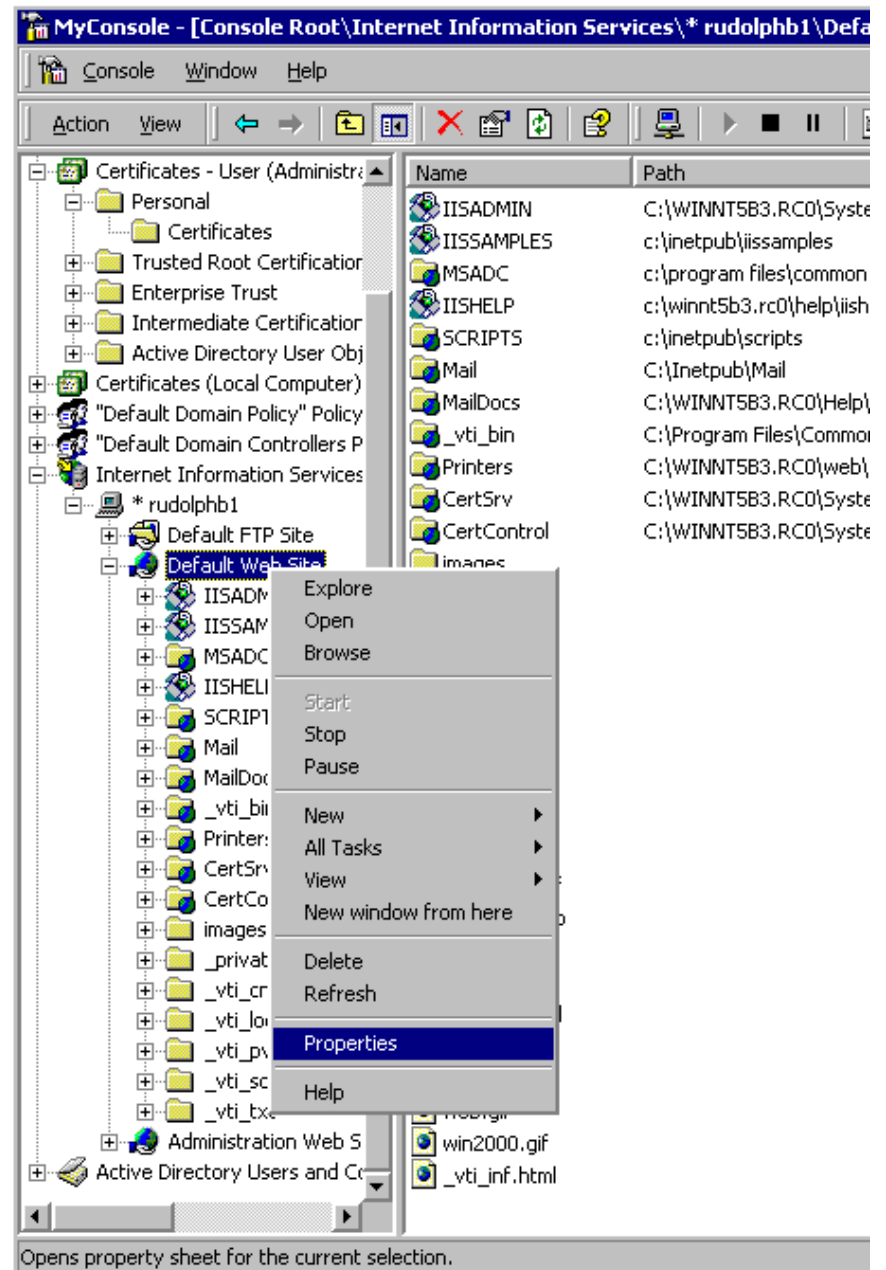 MyConsole - [Console Root\Internet Information Services\* rudolphb1\Defa
Console Window Help
Action View
Certificates - User (Administra
Personal
Certificates
Trusted Root Certification
Enterprise Trust
Intermediate Certification
Active Directory User Obj
Certificates (Local Computer)
"Default Domain Policy" Policy
"Default Domain Controllers P
Internet Information Services
* rudolphb1
Default FTP Site
Default Web Site
IISADM
IISSAM
MSADC
IISHEL
SCRIPT
Mail
MailDoc
_vti_bi
Printer
CertSr
CertCo
images
_privat
_vti_cr
_vti_lo
_vti_p
_vti_sc
_vti_tx
Administration Web S
Active Directory Users and Co
Name Path
IISADMIN C:\WINNT5B3.RC0\Syste
IISSAMPLES c:\inetpub\iissamples
MSADC c:\program files\common
IISHELP c:\winnt5b3.rc0\help\iish
SCRIPTS c:\inetpub\scripts
Mail C:\Inetpub\Mail
MailDocs C:\WINNT5B3.RC0\Help\
_vti_bin C:\Program Files\Common
Printers C:\WINNT5B3.RC0\web\
CertSrv C:\WINNT5B3.RC0\Syste
CertControl C:\WINNT5B3.RC0\Syste
images
win2000.gif
_vti_inf.html
Explore
Open
Browse
Start
Stop
Pause
New
All Tasks
View
New window from here
Delete
Refresh
Properties
Help
Opens property sheet for the current selection.